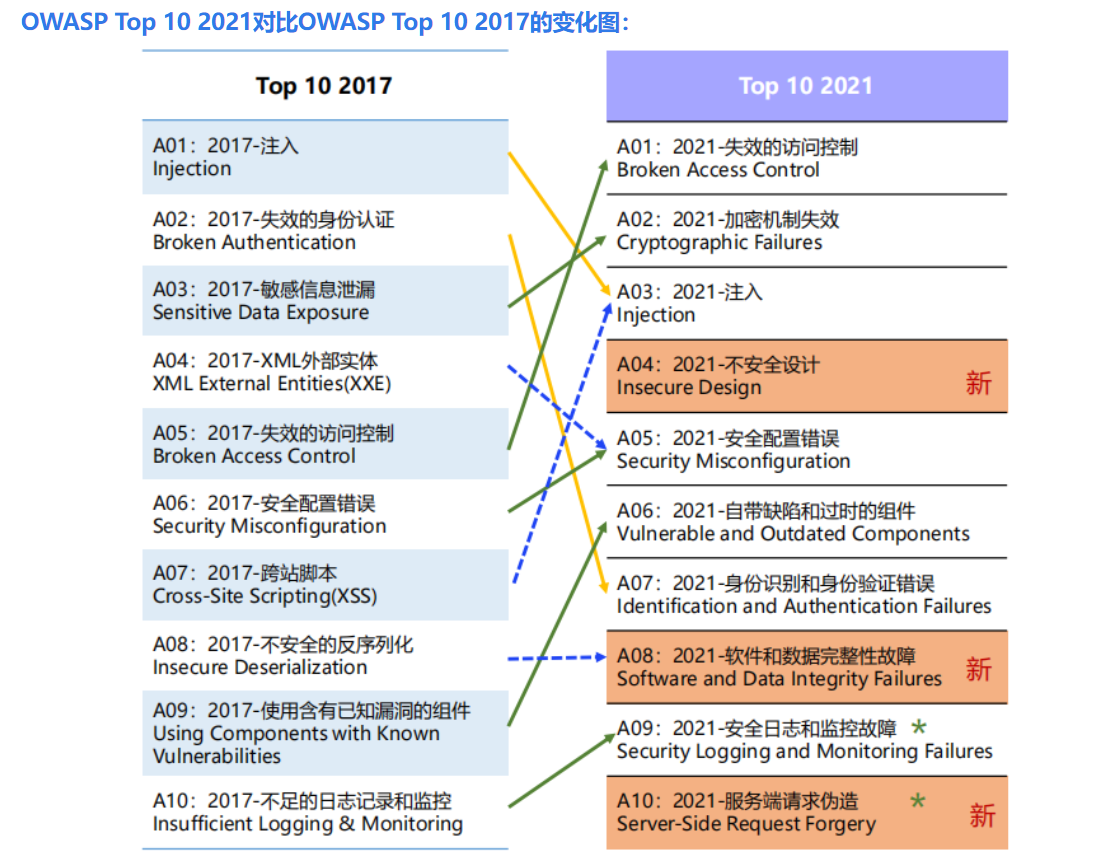 OWASP Top 10 2021对比OWASP Top 10 2017的变化图：
Top 10 2017
A01：2017-注入
Injection
A02：2017-失效的身份认证
Broken Authentication
A03：2017-敏感信息泄漏
Sensitive Data Exposure
A04：2017-XML外部实体
XML External Entities(XXE)
A05：2017-失效的访问控制
Broken Access Control
A06：2017-安全配置错误
Security Misconfiguration
A07：2017-跨站脚本
Cross-Site Scripting(XSS)
A08：2017-不安全的反序列化
Insecure Deserialization
A09：2017-使用含有已知漏洞的组件
Using Components with Known
Vulnerabilities
A10：2017-不足的日志记录和监控
Insufficient Logging & Monitoring
Top 10 2021
A01：2021-失效的访问控制
Broken Access Control
A02：2021-加密机制失效
Cryptographic Failures
A03：2021-注入
Injection
A04：2021-不安全设计
Insecure Design
新
A05：2021-安全配置错误
Security Misconfiguration
A06：2021-自带缺陷和过时的组件
Vulnerable and Outdated Components
A07：2021-身份识别和身份验证错误
Identification and Authentication Failures
A08：2021-软件和数据完整性故障
Software and Data Integrity Failures
新
A09：2021-安全日志和监控故障 *
Security Logging and Monitoring Failures
A10：2021-服务端请求伪造 *
Server-Side Request Forgery
新